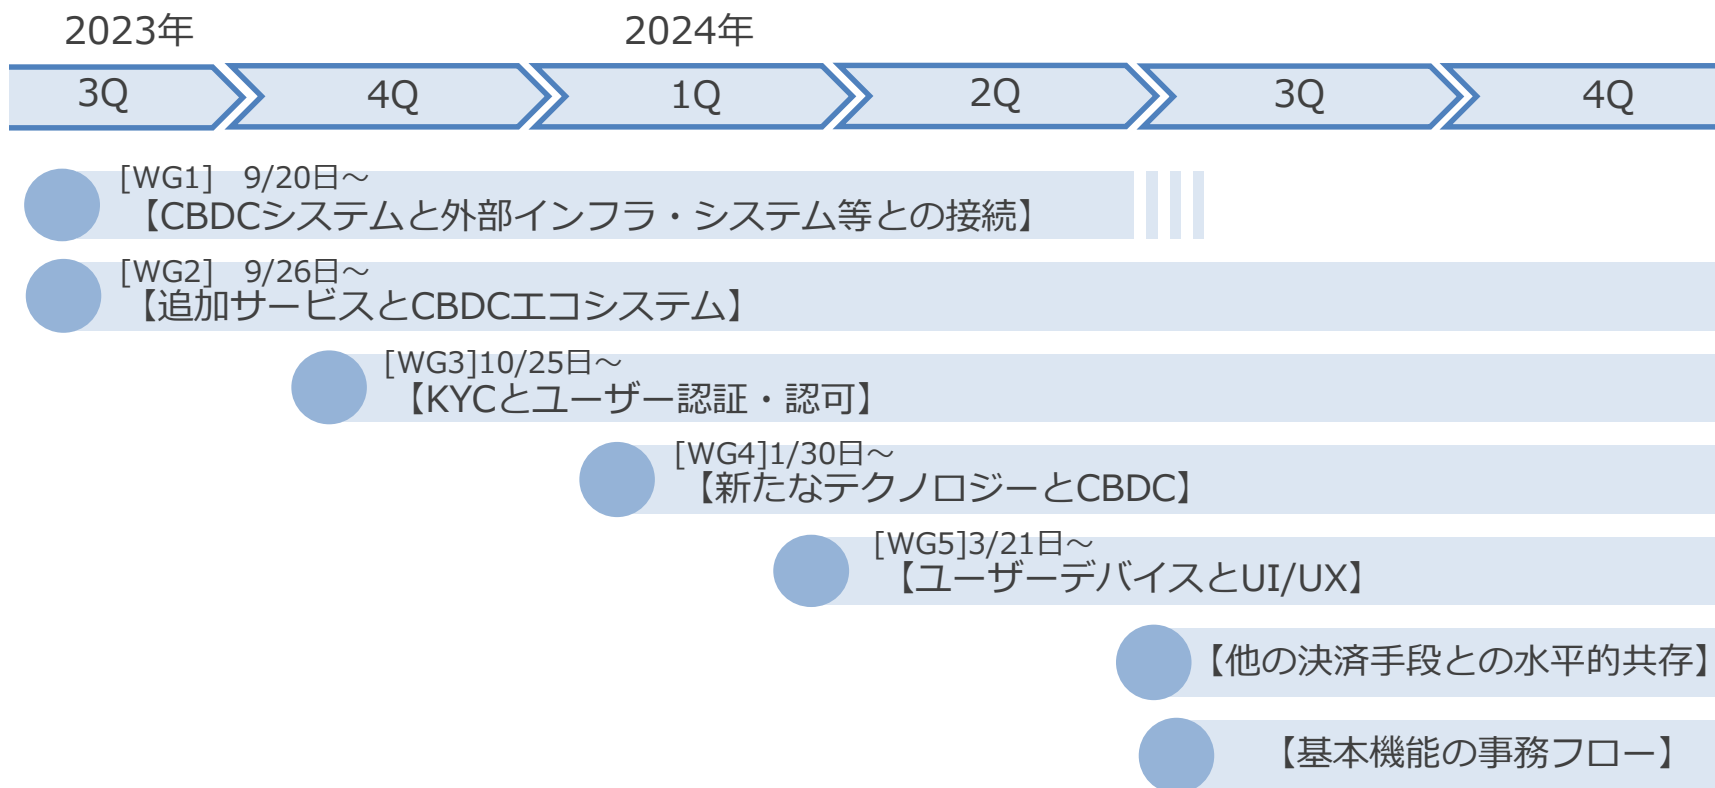 2023年 2024年
3Q 4Q 1Q 2Q 3Q 4Q
[WG1] 9/20日～
【CBDCシステムと外部インフラ・システム等との接続】
[WG2] 9/26日～
【追加サービスとCBDCエコシステム】
[WG3]10/25日～
【KYCとユーザー認証・認可】
[WG4]1/30日～
【新たなテクノロジーとCBDC】
[WG5]3/21日～
【ユーザーデバイスとUI/UX】
【他の決済手段との水平的共存】
【基本機能の事務フロー】